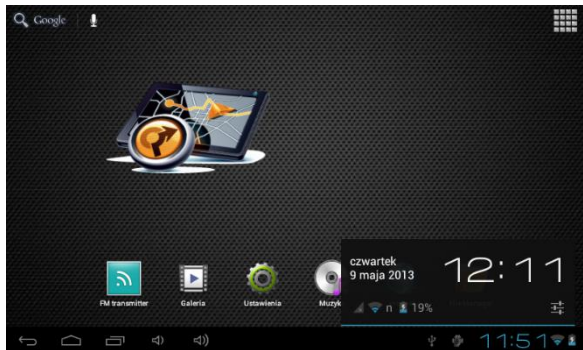 Google
czwartek
9 maja 2013
12:11
n 19%
FM transmitter
Galeria
Ustawienia
Muzyk
11:51